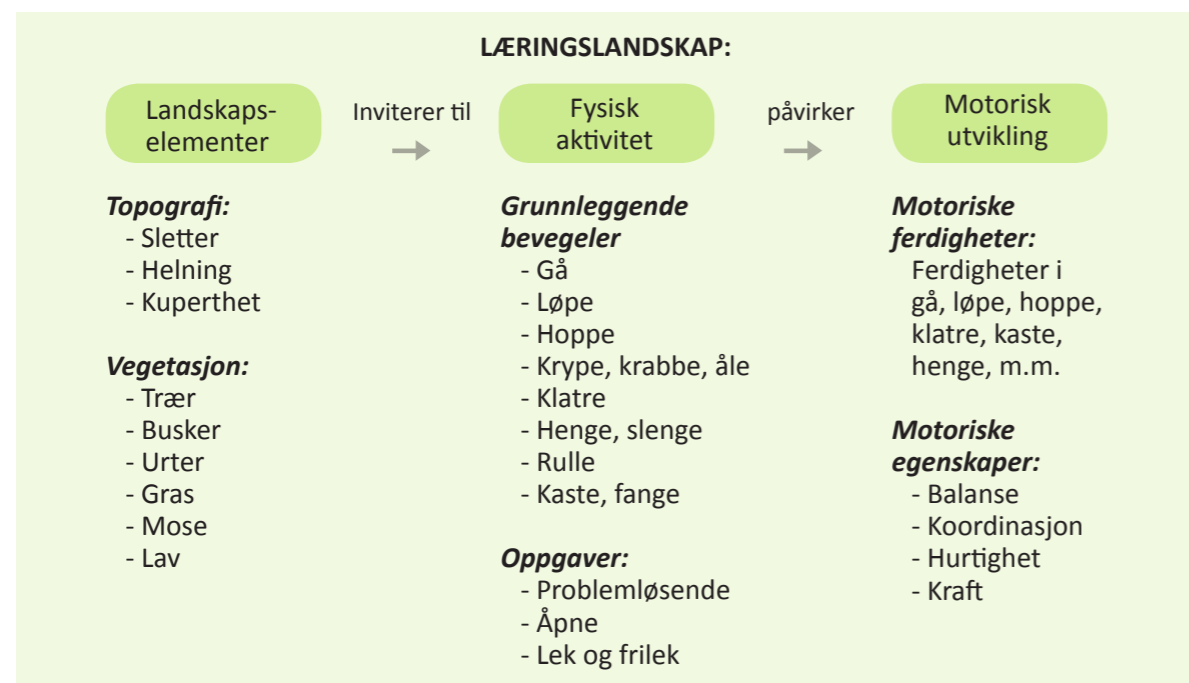 LÆRINGSLANDSKAP:
Landskaps-
elementer
Inviterer til
Fysisk
aktivitet
påvirker
Motorisk
utvikling
Topografi:
- Sletter
- Helning
- Kuperthet
Vegetasjon:
- Trær
- Busker
- Urter
- Gras
- Mose
- Lav
Grunnleggende
bevegeler
- Gå
- Løpe
- Hoppe
- Krype, krabbe, åle
- Klatre
- Henge, slenge
- Rulle
- Kaste, fange
Oppgaver:
- Problemløsende
- Åpne
- Lek og frilek
Motoriske
ferdigheter:
Ferdigheter i
gå, løpe, hoppe,
klatre, kaste,
henge, m.m.
Motoriske
egenskaper:
- Balanse
- Koordinasjon
- Hurtighet
- Kraft